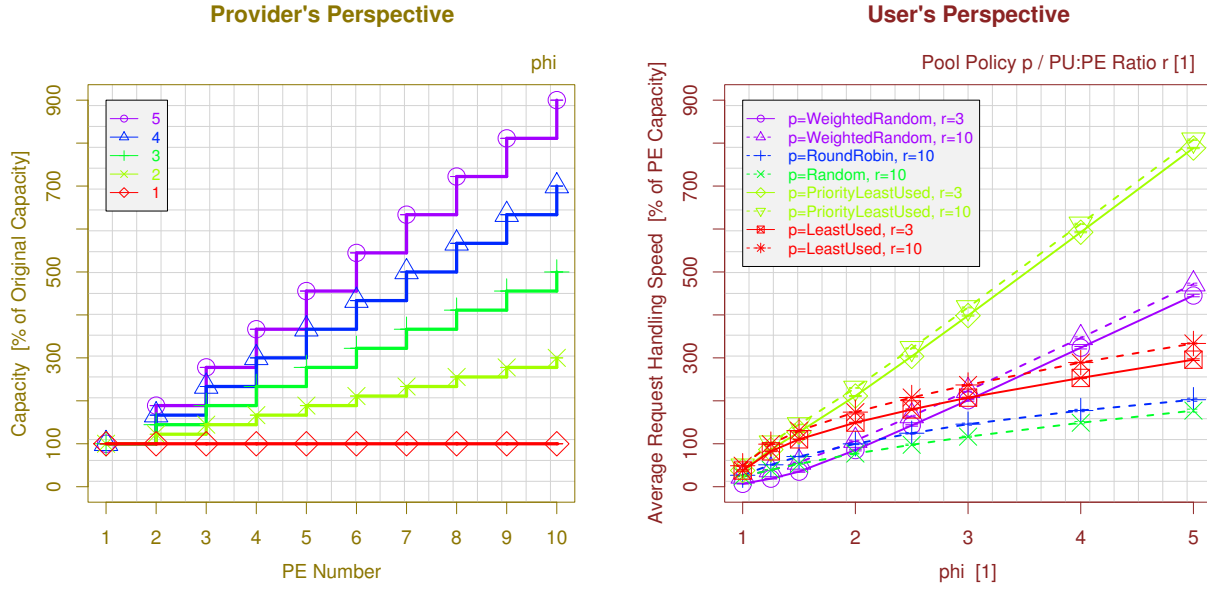 Provider's Perspective
phi
Capacity [% of Original Capacity]
900
700
500
300
100
0
5
4
3
2
1
1 2 3 4 5 6 7 8 9 10
PE Number
User's Perspective
Pool Policy p / PU:PE Ratio r [1]
Average Request Handling Speed [% of PE Capacity]
900
700
500
300
100
0
p=WeightedRandom, r=3
p=WeightedRandom, r=10
p=RoundRobin, r=10
p=Random, r=10
p=PriorityLeastUsed, r=3
p=PriorityLeastUsed, r=10
p=LeastUsed, r=3
p=LeastUsed, r=10
1 2 3 4 5
phi [1]